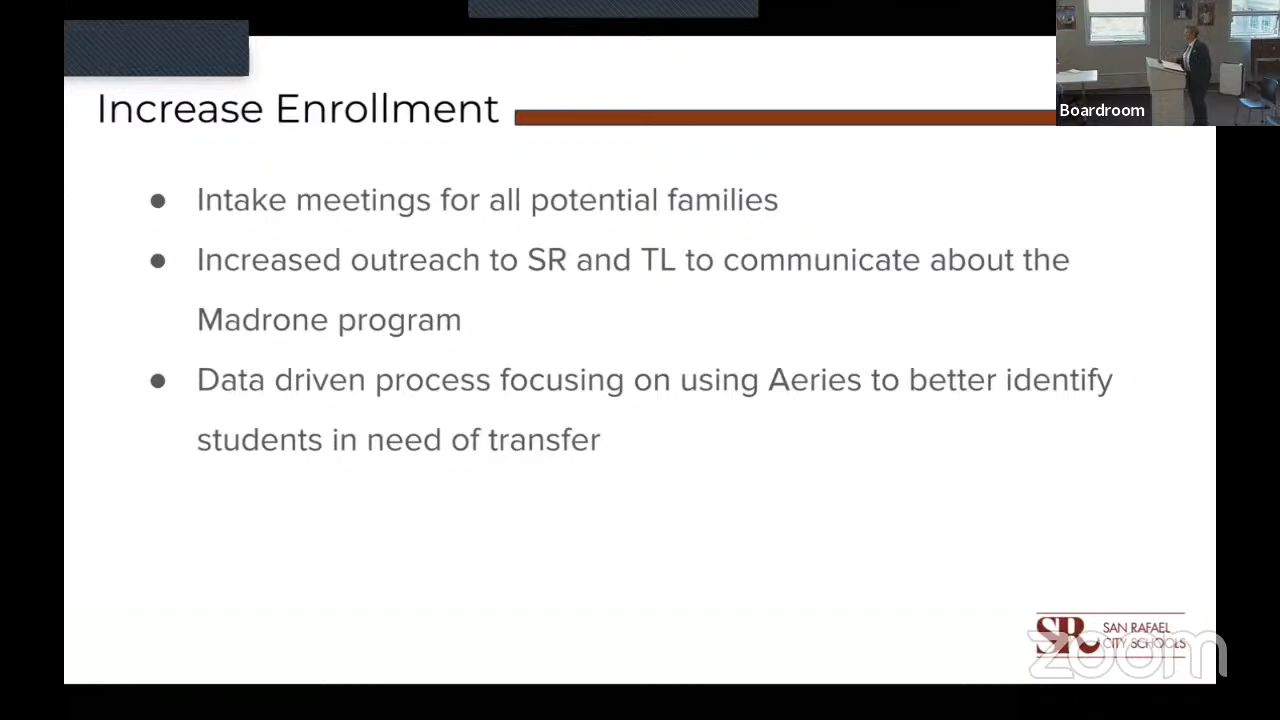 Boardroom
Increase Enrollment
● Intake meetings for all potential families
● Increased outreach to SR and TL to communicate about the
Madrone program
● Data driven process focusing on using Aeries to better identify
students in need of transfer
SR
SAN RAFAEL
CITY SCHOOLS
zoom